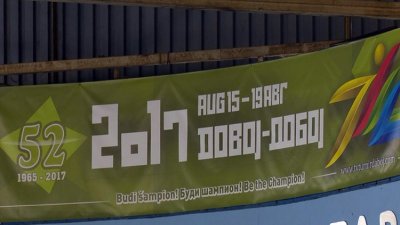 52
1965 - 2017
2017
AUG 15 - 19 АВГ
DOBOJ-ДОБОЈ
Budi šampion! Буди шампион! Be the champion!